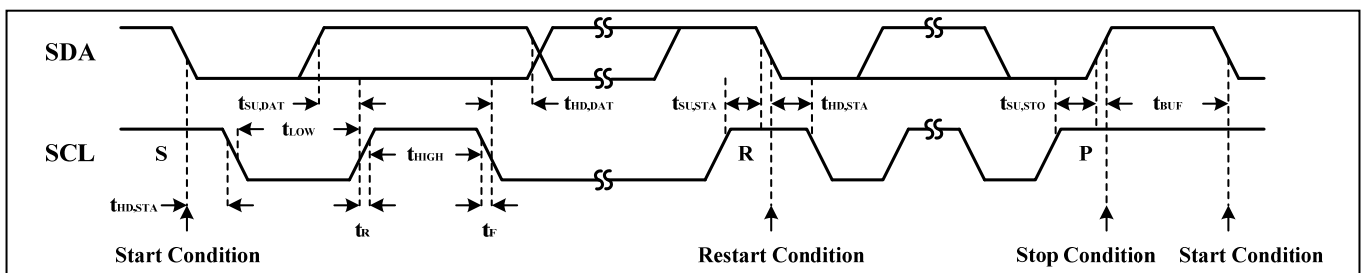 SDA
tSU,DAT tHD,DAT tSU,STA tHD,STA tSU,STO tBUF
tLOW
SCL S tHIGH R P
tHD,STA
tR tF
Start Condition Restart Condition Stop Condition Start Condition